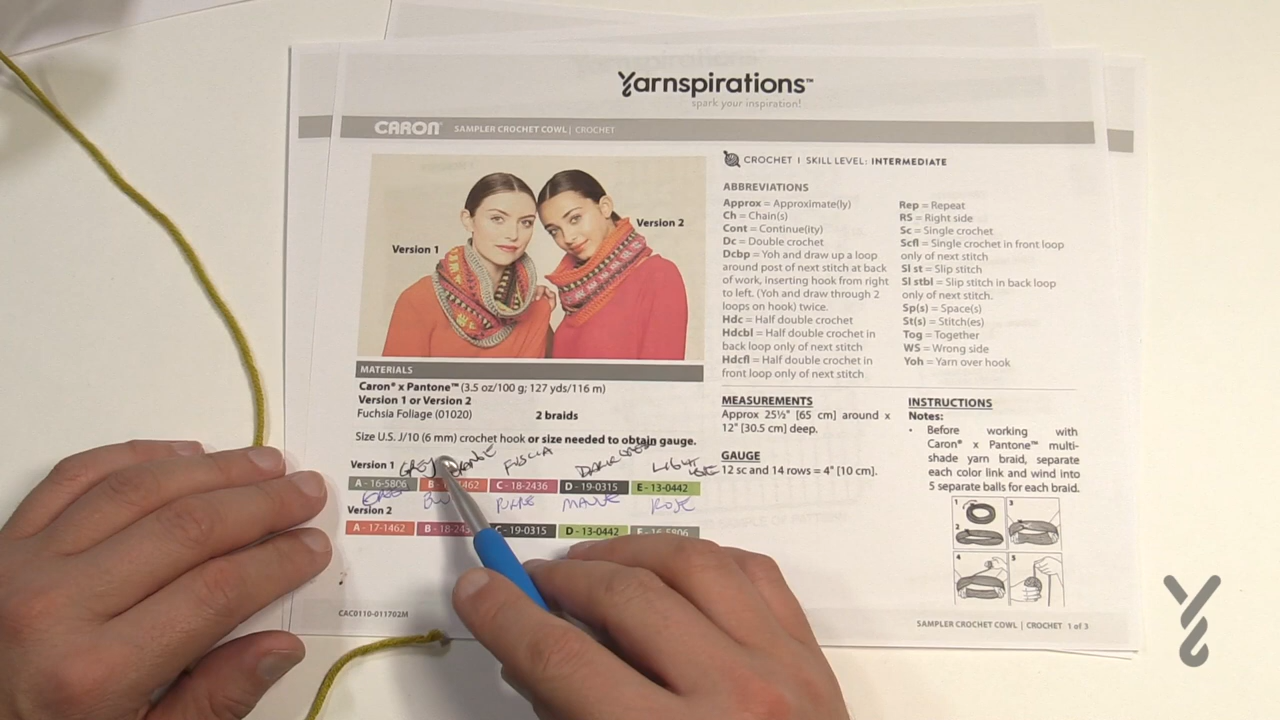 Yarnspirations™
spark your inspiration!
CARON® SAMPLER CROCHET COWL | CROCHET
Version 1
Version 2
MATERIALS
Caron® x Pantone™ (3.5 oz/100 g; 127 yds/116 m)
Version 1 or Version 2
Fuchsia Foliage (01020) 2 braids
Size U.S. J/10 (6 mm) crochet hook or size needed to obtain gauge.
GREY FUSCIA LIGHT
Version 1
A - 16-5806 C - 18-2436 D - 19-0315 E - 13-0442
PURPLE MAUVE ROSE
Version 2
A - 17-1462 B - 18-243 C - 19-0315 D - 13-0442 E - 16-5806
CAC0110-011702M
CROCHET I SKILL LEVEL: INTERMEDIATE
ABBREVIATIONS
Approx = Approximate(ly)
Ch = Chain(s)
Cont = Continue(ity)
Dc = Double crochet
Dcbp = Yoh and draw up a loop
around post of next stitch at back
of work, inserting hook from right
to left. (Yoh and draw through 2
loops on hook) twice.
Hdc = Half double crochet
Hdcbl = Half double crochet in
back loop only of next stitch
Hdcfl = Half double crochet in
front loop only of next stitch
Rep = Repeat
RS = Right side
Sc = Single crochet
Scfl = Single crochet in front loop
only of next stitch
Sl st = Slip stitch
Sl stbl = Slip stitch in back loop
only of next stitch.
Sp(s) = Space(s)
St(s) = Stitch(es)
Tog = Together
WS = Wrong side
Yoh = Yarn over hook
MEASUREMENTS
Approx 25½" [65 cm] around x
12" [30.5 cm] deep.
GAUGE
12 sc and 14 rows = 4" [10 cm].
INSTRUCTIONS
Notes:
• Before working with
Caron® x Pantone™ multi-
shade yarn braid, separate
each color link and wind into
5 separate balls for each braid.
1 3
2
4 5
SAMPLER CROCHET COWL | CROCHET 1 of 3